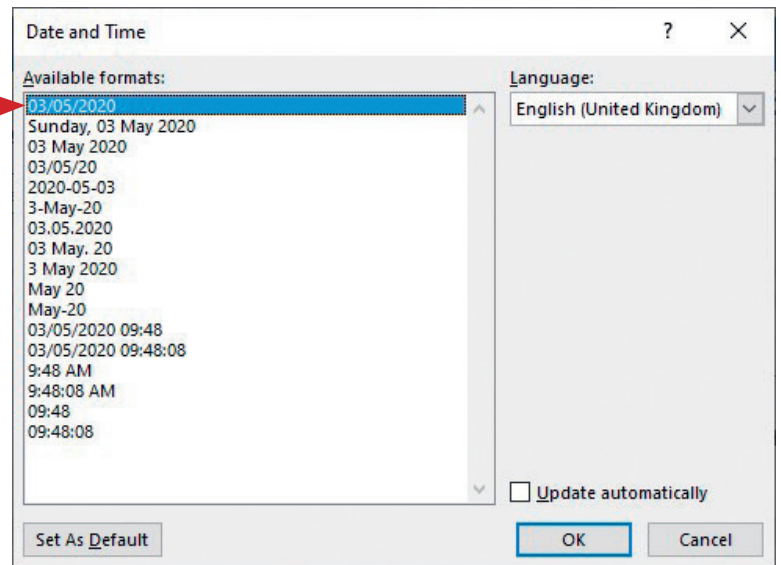 Date and Time
?
Available formats:
Language:
03/05/2020
English (United Kingdom)
Sunday, 03 May 2020
03 May 2020
03/05/20
2020-05-03
3-May-20
03.05.2020
03 May. 20
3 May 2020
May 20
May-20
03/05/2020 09:48
03/05/2020 09:48:08
9:48 AM
9:48:08 AM
09:48
09:48:08
Update automatically
Set As Default
OK
Cancel